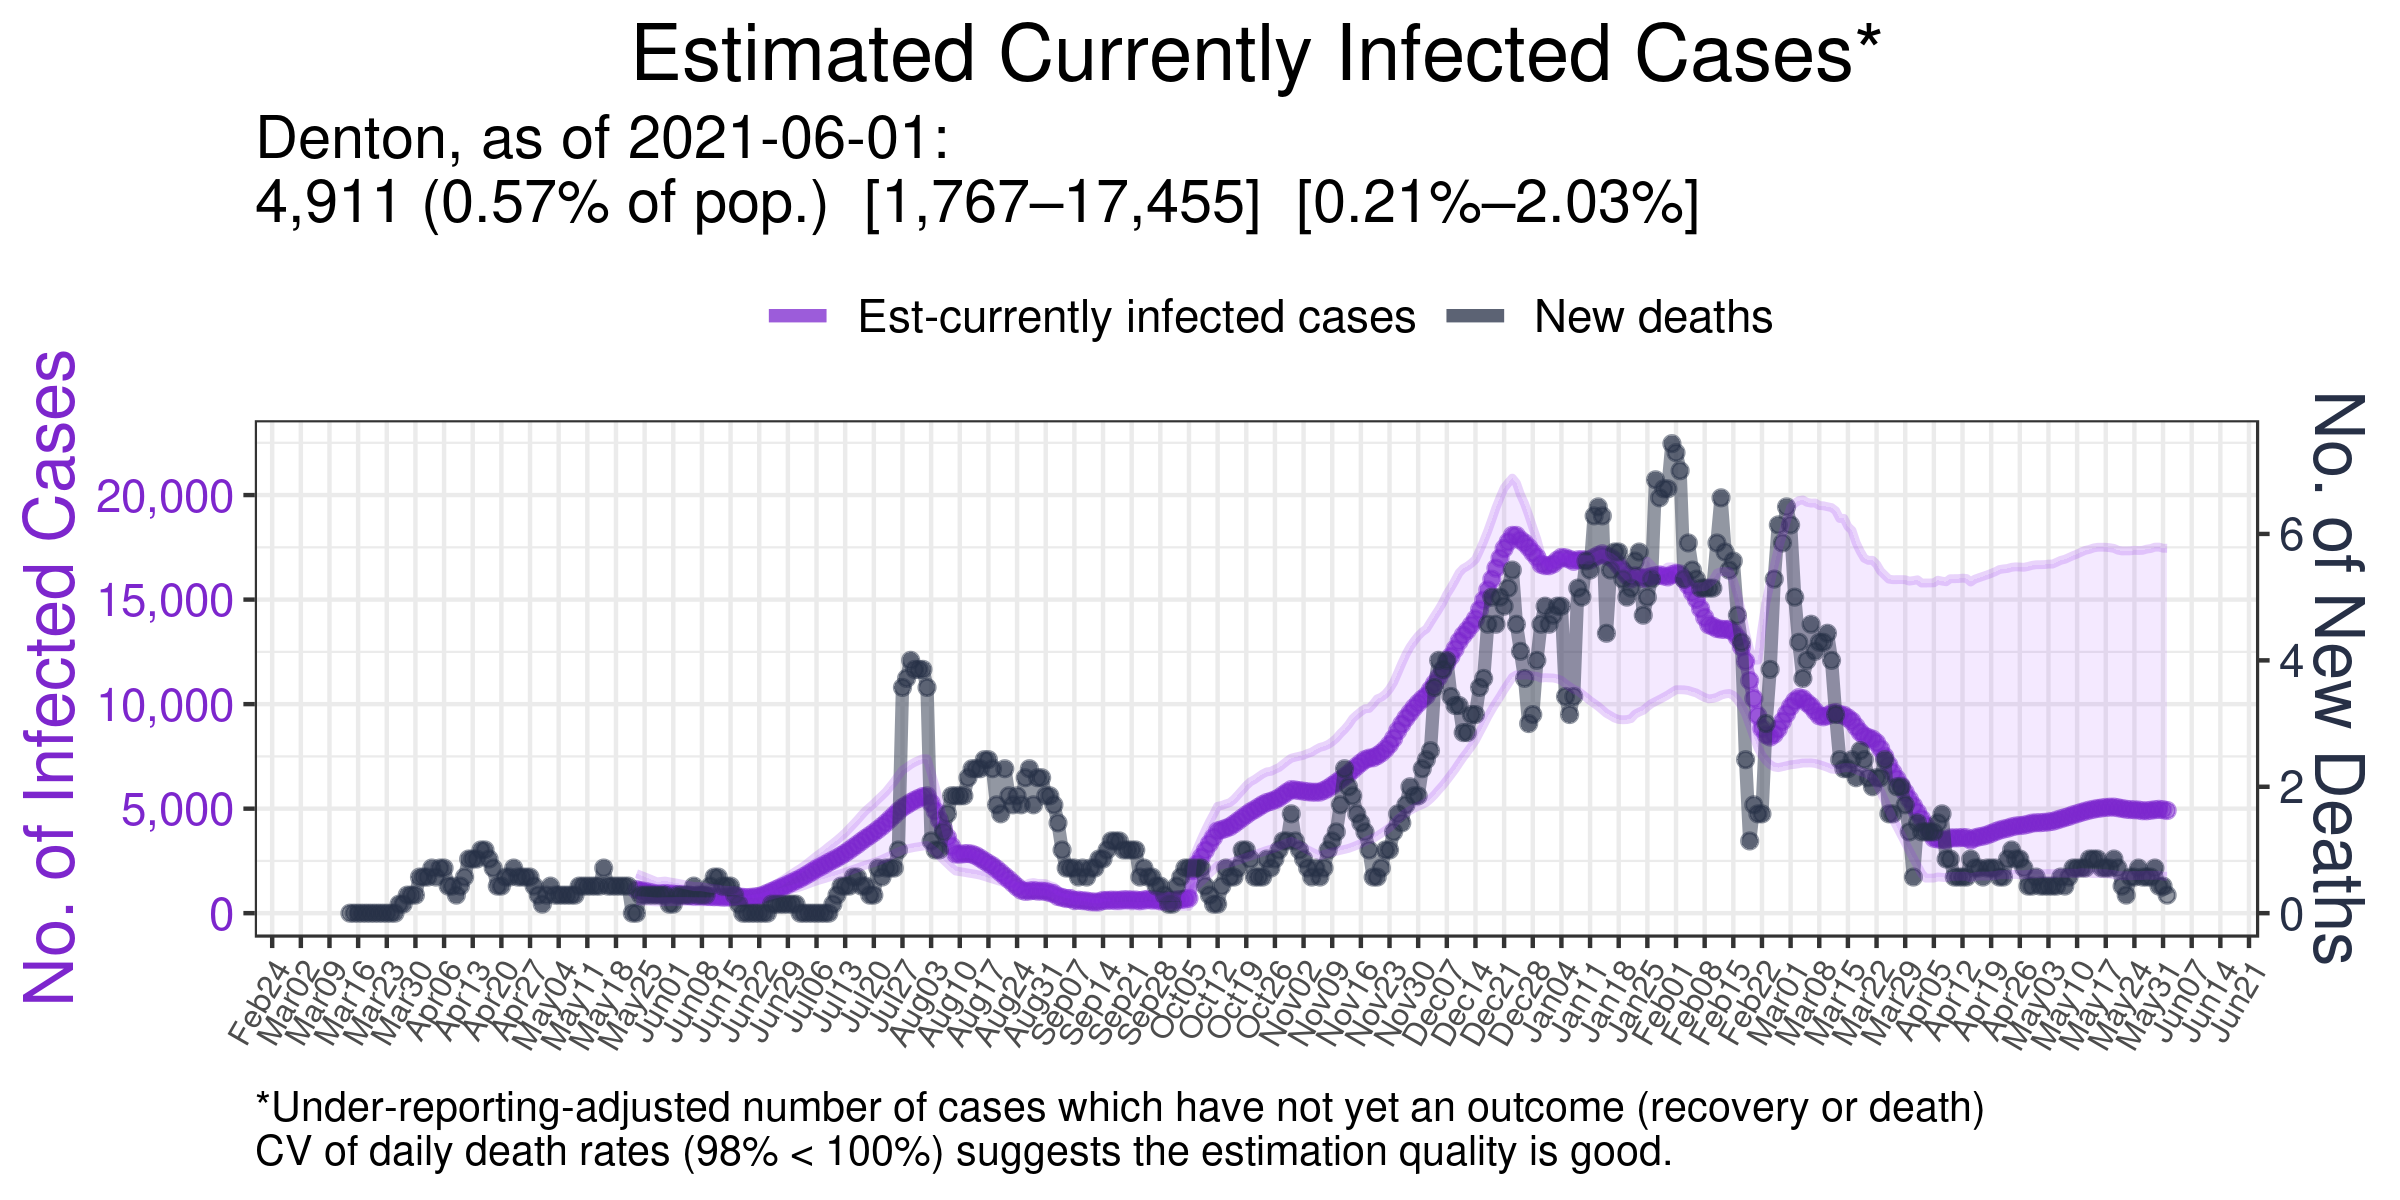 Estimated Currently Infected Cases*
Denton, as of 2021-06-01:
4,911 (0.57% of pop.) [1,767–17,455] [0.21%–2.03%]
Est-currently infected cases New deaths
No. of Infected Cases
20,000
15,000
10,000
5,000
0
No. of New Deaths
6
4
2
0
Feb24 Mar02 Mar09 Mar16 Mar23 Mar30 Apr06 Apr13 Apr20 Apr27 May04 May11 May18 May25 Jun01 Jun08 Jun15 Jun22 Jun29 Jul06 Jul13 Jul20 Jul27 Aug03 Aug10 Aug17 Aug24 Aug31 Sep07 Sep14 Sep21 Sep28 Oct05 Oct12 Oct19 Oct26 Nov02 Nov09 Nov16 Nov23 Nov30 Dec07 Dec14 Dec21 Dec28 Jan04 Jan11 Jan18 Jan25 Feb01 Feb08 Feb15 Feb22 Mar01 Mar08 Mar15 Mar22 Mar29 Apr05 Apr12 Apr19 Apr26 May03 May10 May17 May24 May31 Jun07 Jun14 Jun21
*Under-reporting-adjusted number of cases which have not yet an outcome (recovery or death)
CV of daily death rates (98% < 100%) suggests the estimation quality is good.